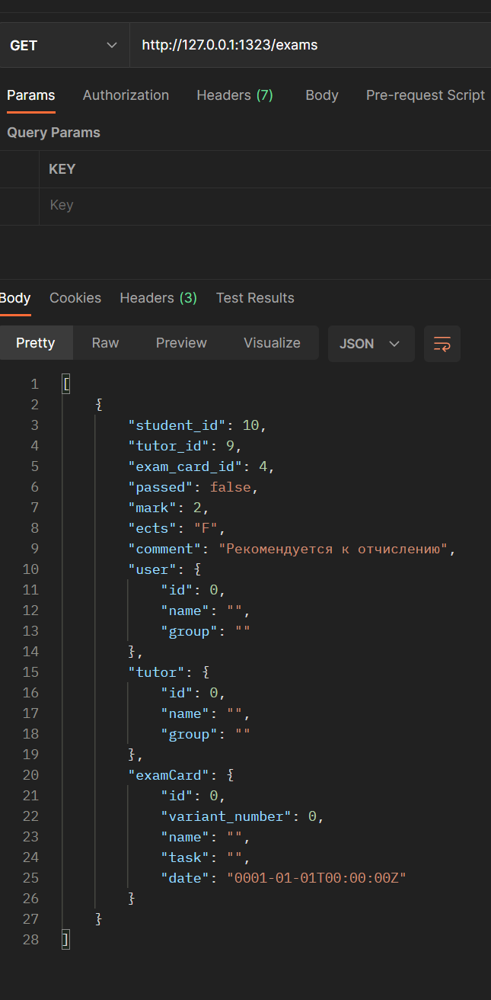 GET http://127.0.0.1:1323/exams
Params Authorization Headers (7) Body Pre-request Script
Query Params
KEY
Key
Body Cookies Headers (3) Test Results
Pretty Raw Preview Visualize JSON
1 [
2 {
3 "student_id": 10,
4 "tutor_id": 9,
5 "exam_card_id": 4,
6 "passed": false,
7 "mark": 2,
8 "ects": "F",
9 "comment": "Рекомендуется к отчислению",
10 "user": {
11 "id": 0,
12 "name": "",
13 "group": ""
14 },
15 "tutor": {
16 "id": 0,
17 "name": "",
18 "group": ""
19 },
20 "examCard": {
21 "id": 0,
22 "variant_number": 0,
23 "name": "",
24 "task": "",
25 "date": "0001-01-01T00:00:00Z"
26 }
27 }
28 ]